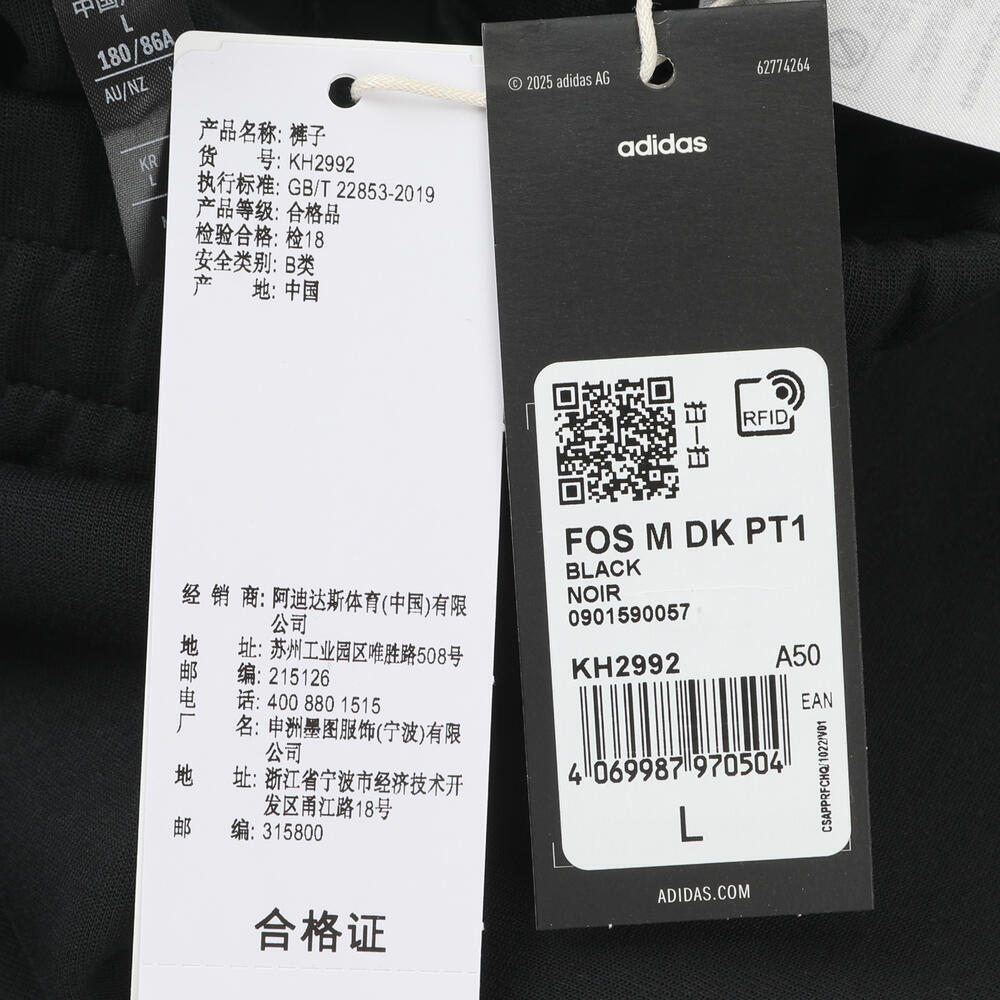 中国
L
180/86A
AU/NZ
KR
L
产品名称: 裤子
货 号: KH2992
执行标准: GB/T 22853-2019
产品等级: 合格品
检验合格: 检18
安全类别: B类
产 地: 中国
经 销 商: 阿迪达斯体育(中国)有限
公司
地 址: 苏州工业园区唯胜路508号
邮 编: 215126
电 话: 400 880 1515
厂 名: 申洲墨图服饰(宁波)有限
公司
地 址: 浙江省宁波市经济技术开
发区甬江路18号
邮 编: 315800
合格证
© 2025 adidas AG
62774264
adidas
扫一扫
RFID
FOS M DK PT1
BLACK
NOIR
0901590057
KH2992 A50
EAN
4 069987 970504
CSAPPRFCHQ/1022/V01
L
ADIDAS.COM